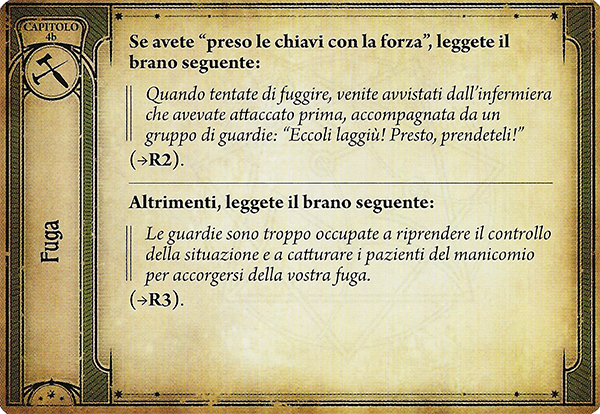 CAPITOLO
4b
Fuga
Se avete “preso le chiavi con la forza”, leggete il
brano seguente:
Quando tentate di fuggire, venite avvistati dall’infermiera
che avevate attaccato prima, accompagnata da un
gruppo di guardie: “Eccoli laggiù! Presto, prendeteli!”
(→R2).
Altrimenti, leggete il brano seguente:
Le guardie sono troppo occupate a riprendere il controllo
della situazione e a catturare i pazienti del manicomio
per accorgersi della vostra fuga.
(→R3).